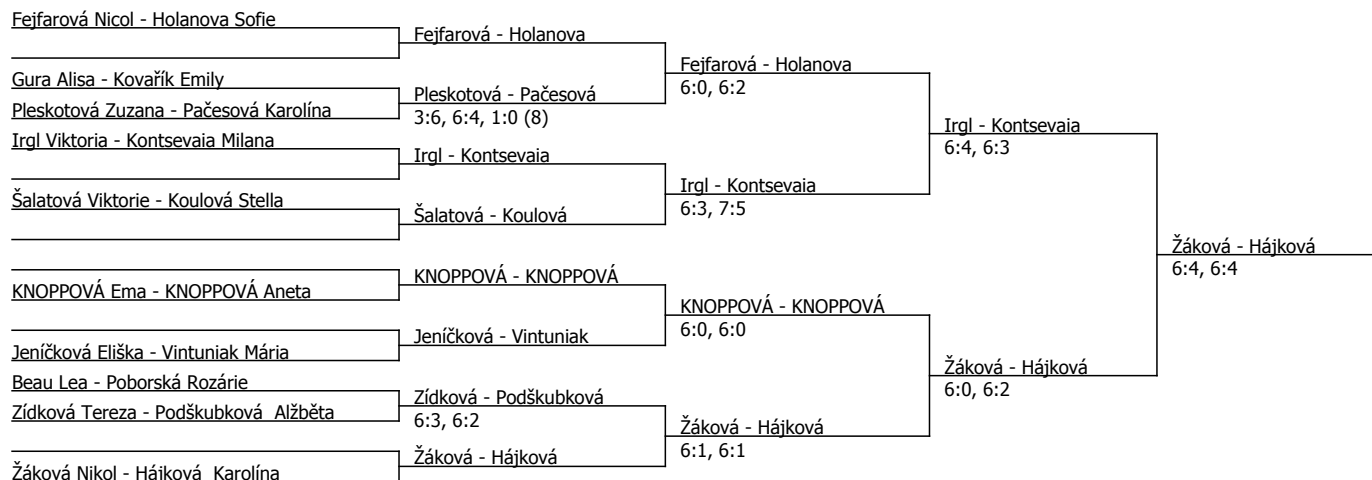 Fejfarová Nicol - Holanova Sofie
Fejfarová - Holanova
Gura Alisa - Kovařík Emily
Fejfarová - Holanova
6:0, 6:2
Pleskotová Zuzana - Pačesová Karolína
Pleskotová - Pačesová
3:6, 6:4, 1:0 (8)
Irgl Viktoria - Kontsevaia Milana
Irgl - Kontsevaia
6:4, 6:3
Irgl - Kontsevaia
Šalatová Viktorie - Koulová Stella
Irgl - Kontsevaia
6:3, 7:5
Šalatová - Koulová
Žáková - Hájková
6:4, 6:4
KNOPPOVÁ Ema - KNOPPOVÁ Aneta
KNOPPOVÁ - KNOPPOVÁ
KNOPPOVÁ - KNOPPOVÁ
6:0, 6:0
Jeníčková Eliška - Vintuniak Mária
Jeníčková - Vintuniak
Beau Lea - Poborská Rozárie
Žáková - Hájková
6:0, 6:2
Zídková Tereza - Podškubková  Alžběta
Zídková - Podškubková
6:3, 6:2
Žáková - Hájková
6:1, 6:1
Žáková Nikol - Hájková  Karolína
Žáková - Hájková